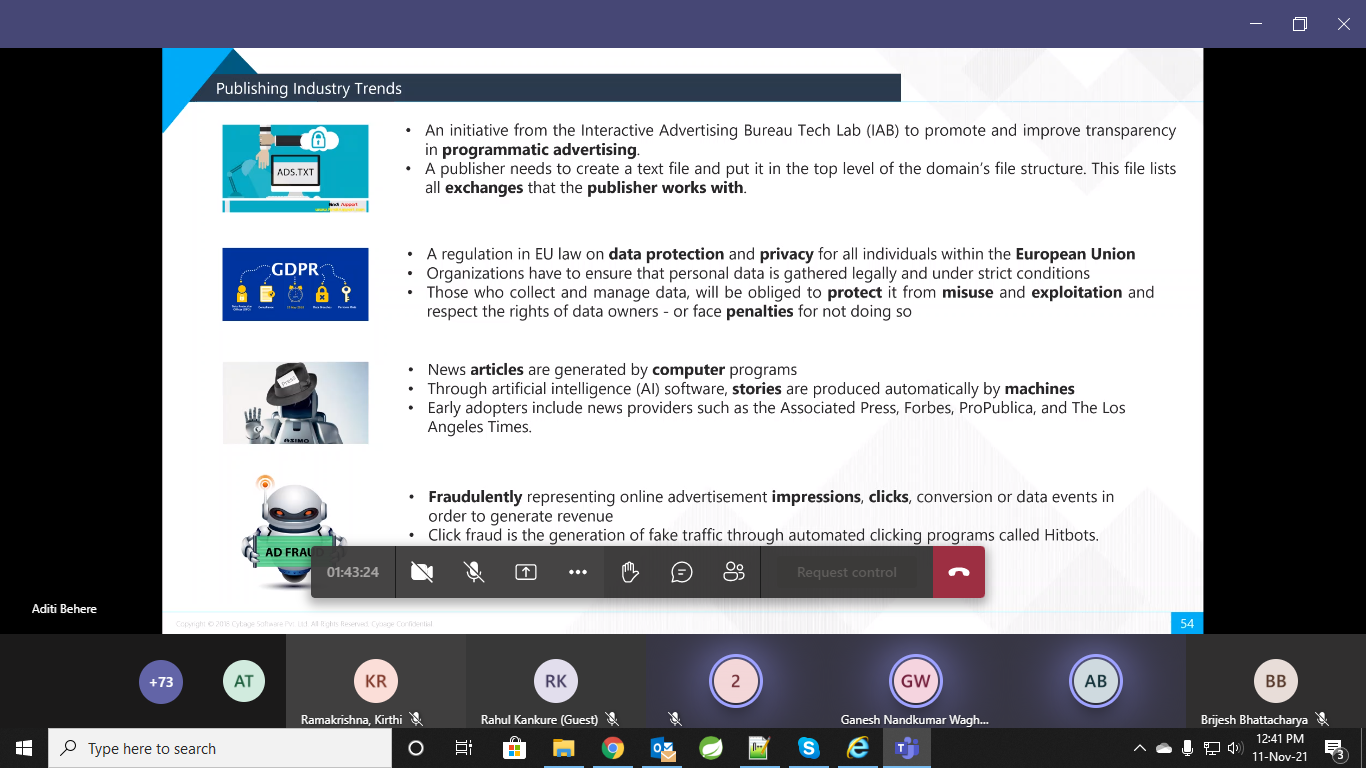 Publishing Industry Trends
ADS.TXT
• An initiative from the Interactive Advertising Bureau Tech Lab (IAB) to promote and improve transparency
in programmatic advertising.
• A publisher needs to create a text file and put it in the top level of the domain's file structure. This file lists
all exchanges that the publisher works with.
GDPR
• A regulation in EU law on data protection and privacy for all individuals within the European Union
• Organizations have to ensure that personal data is gathered legally and under strict conditions
• Those who collect and manage data, will be obliged to protect it from misuse and exploitation and
respect the rights of data owners - or face penalties for not doing so
press
• News articles are generated by computer programs
• Through artificial intelligence (AI) software, stories are produced automatically by machines
• Early adopters include news providers such as the Associated Press, Forbes, ProPublica, and The Los
Angeles Times.
• Fraudulently representing online advertisement impressions, clicks, conversion or data events in
order to generate revenue
• Click fraud is the generation of fake traffic through automated clicking programs called Hitbots.
AD FRAU
01:43:24
Request control
Aditi Behere
Copyright © 2018 Cybage Software Pvt. Ltd. All Rights Reserved. Cybage Confidential
54
+73
AT
KR
RK
2
GW
AB
BB
Ramakrishna, Kirthi
Rahul Kankure (Guest)
Ganesh Nandkumar Wagh...
Brijesh Bhattacharya
Type here to search
12:41 PM
11-Nov-21
3